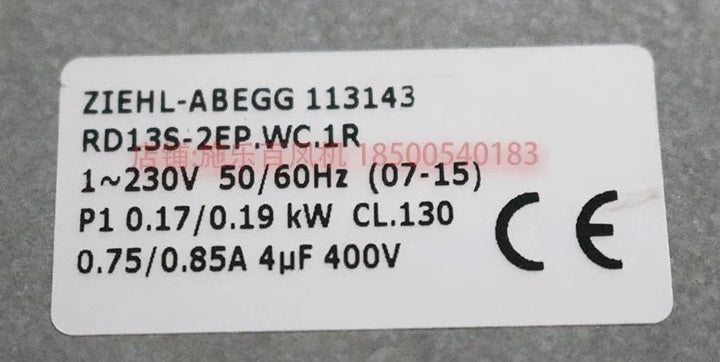 ZIEHL-ABEGG 113143
RD13S-2EP.WC.1R
店铺:施乐百风机 18500540183
1~230V 50/60Hz (07-15)
P1 0.17/0.19 kW CL.130
0.75/0.85A 4µF 400V
CE